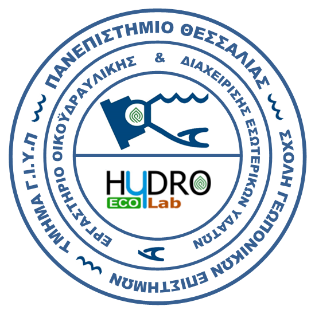 ΠΑΝΕΠΙΣΤΗΜΙΟ ΘΕΣΣΑΛΙΑΣ
ΣΧΟΛΗ ΓΕΩΠΟΝΙΚΩΝ ΕΠΙΣΤΗΜΩΝ
ΤΜΗΜΑ Γ.Ι.Υ.Π
ΕΡΓΑΣΤΗΡΙΟ ΟΙΚΟΫΔΡΑΥΛΙΚΗΣ & ΔΙΑΧΕΙΡΙΣΗΣ ΕΣΩΤΕΡΙΚΩΝ ΥΔΑΤΩΝ
HyDRO
ECO Lab